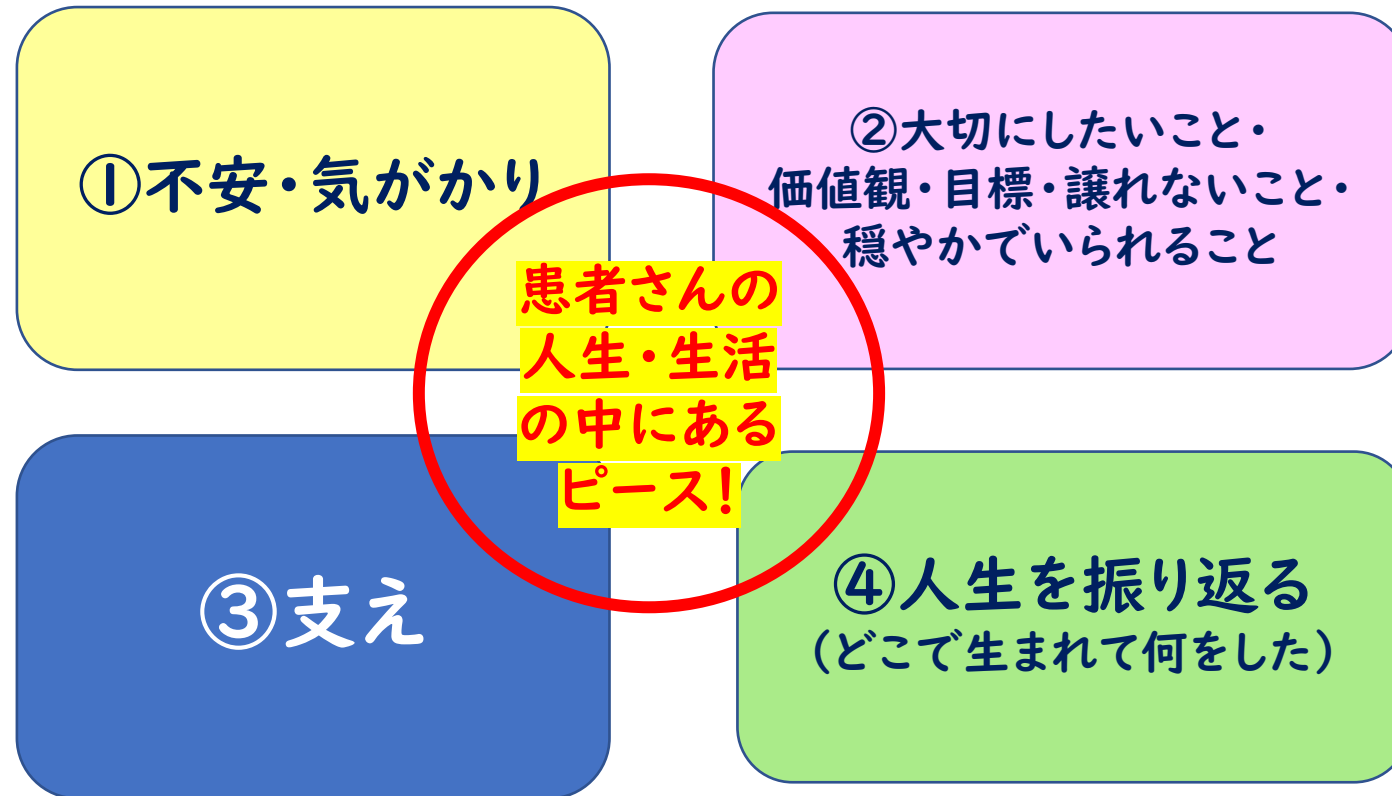 ①不安・気がかり
②大切にしたいこと・
価値観・目標・譲れないこと・
穏やかでいられること
患者さんの
人生・生活
の中にある
ピース!
③支え
④人生を振り返る
(どこで生まれて何をした)